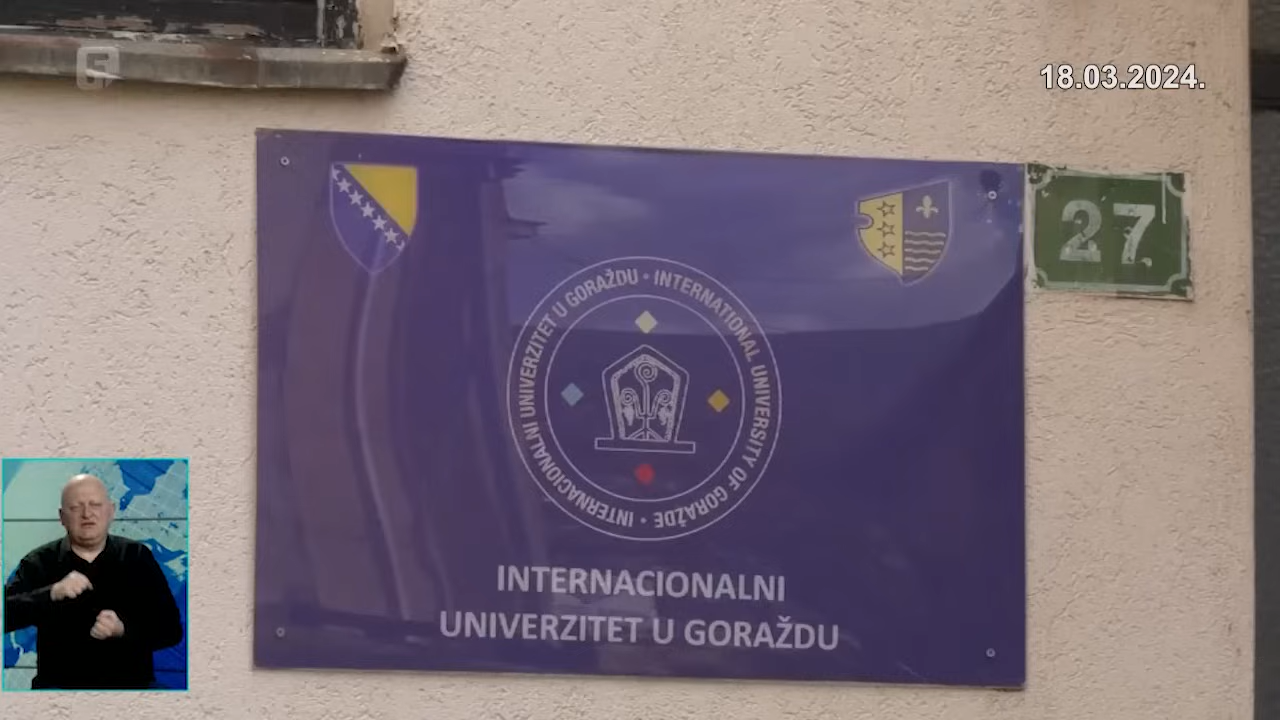 18.03.2024.
27
INTERNACIONALNI UNIVERZITET U GORAŽDU • INTERNATIONAL UNIVERSITY OF GORAŽDE •
INTERNACIONALNI
UNIVERZITET U GORAŽDU